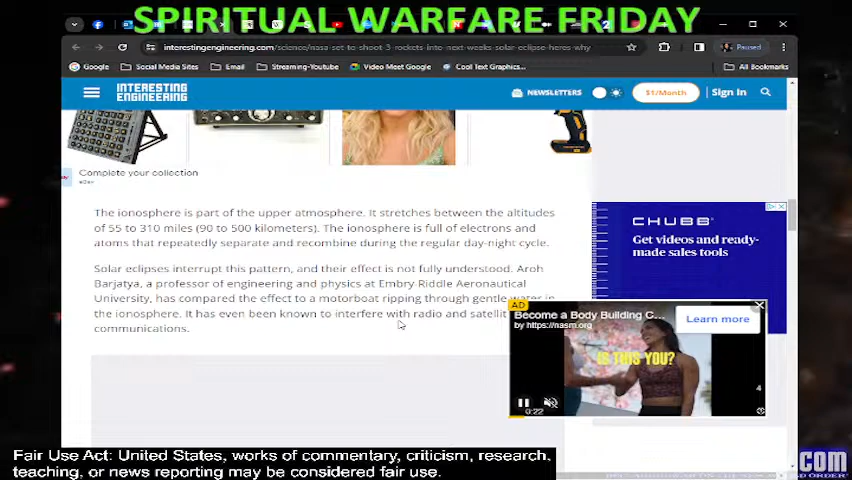 SPIRITUAL WARFARE FRIDAY
interestingengineering.com/science/nasa-set-to-shoot-3-rockets-into-next-weeks-solar-eclipse-heres-why
Paused
Google
Social Media Sites
Email
Streaming-Youtube
Video Meet Google
Cool Text Graphics...
All Bookmarks
INTERESTING
ENGINEERING
NEWSLETTERS
$1/Month
Sign In
Complete your collection
The ionosphere is part of the upper atmosphere. It stretches between the altitudes
of 55 to 310 miles (90 to 500 kilometers). The ionosphere is full of electrons and
atoms that repeatedly separate and recombine during the regular day-night cycle.
Solar eclipses interrupt this pattern, and their effect is not fully understood. Aroh
Barjatya, a professor of engineering and physics at Embry-Riddle Aeronautical
University, has compared the effect to a motorboat ripping through gentle water in
the ionosphere. It has even been known to interfere with radio and satellit
communications.
CHUBB
Get videos and ready-
made sales tools
AD
Become a Body Building C...
by https://nasm.org
Learn more
IS THIS YOU?
0:22
4
Fair Use Act: United States, works of commentary, criticism, research,
teaching, or news reporting may be considered fair use.
.COM